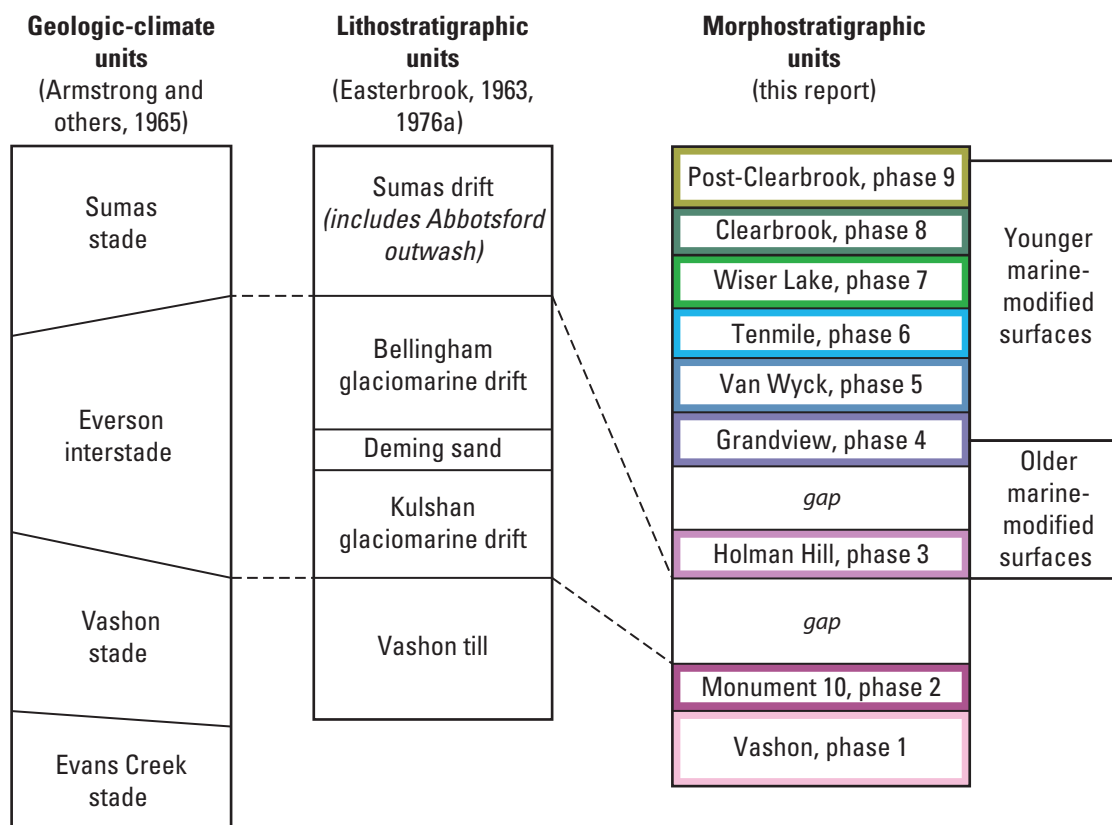 Geologic-climate
units
(Armstrong and
others, 1965)
Sumas
stade
Everson
interstade
Vashon
stade
Evans Creek
stade
Lithostratigraphic
units
(Easterbrook, 1963,
1976a)
Sumas drift
(includes Abbotsford
outwash)
Bellingham
glaciomarine drift
Deming sand
Kulshan
glaciomarine drift
Vashon till
Morphostratigraphic
units
(this report)
Post-Clearbrook, phase 9
Clearbrook, phase 8
Wiser Lake, phase 7
Tenmile, phase 6
Van Wyck, phase 5
Grandview, phase 4
gap
Holman Hill, phase 3
gap
Monument 10, phase 2
Vashon, phase 1
Younger
marine-
modified
surfaces
Older
marine-
modified
surfaces